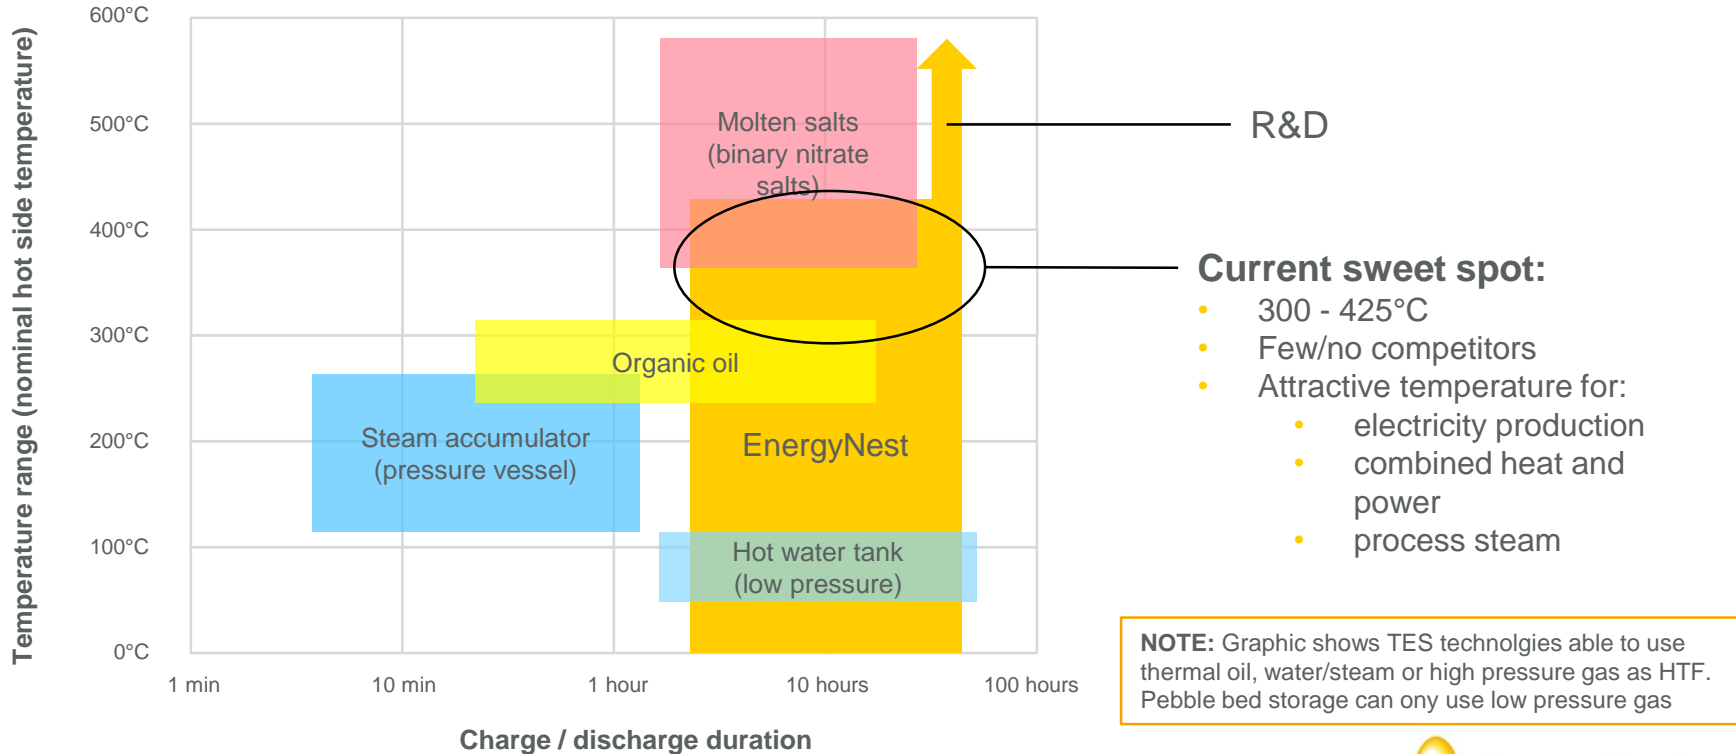 600°C
500°C
400°C
300°C
200°C
100°C
0°C
Temperature range (nominal hot side temperature)
1 min
10 min
1 hour
10 hours
100 hours
Charge / discharge duration
Molten salts
(binary nitrate
salts)
Organic oil
Steam accumulator
(pressure vessel)
EnergyNest
Hot water tank
(low pressure)
R&D
Current sweet spot:
• 300 - 425°C
• Few/no competitors
• Attractive temperature for:
• electricity production
• combined heat and
power
• process steam
NOTE: Graphic shows TES technolgies able to use
thermal oil, water/steam or high pressure gas as HTF.
Pebble bed storage can ony use low pressure gas